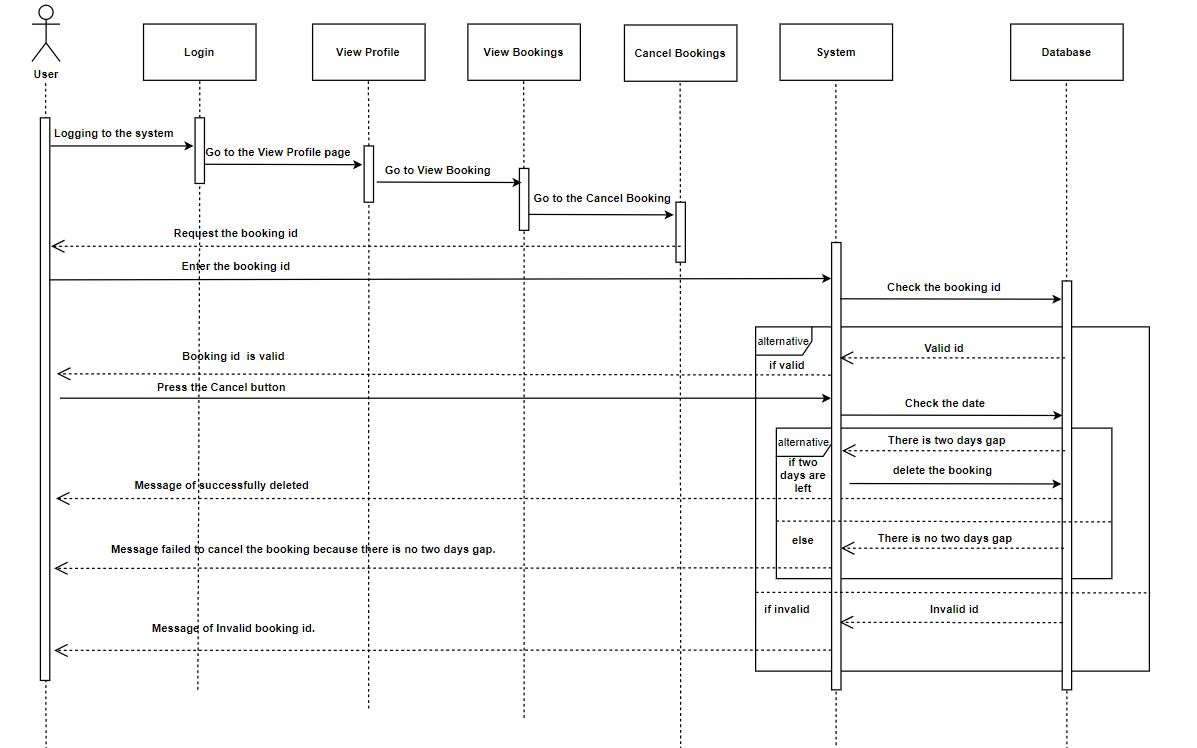 User
Login
View Profile
View Bookings
Cancel Bookings
System
Database
Logging to the system
Go to the View Profile page
Go to View Booking
Go to the Cancel Booking
Request the booking id
Enter the booking id
Check the booking id
alternative
Valid id
Booking id  is valid
if valid
Press the Cancel button
Check the date
alternative
There is two days gap
if two
days are
left
delete the booking
Message of successfully deleted
else
There is no two days gap
Message failed to cancel the booking because there is no two days gap.
if invalid
Invalid id
Message of Invalid booking id.